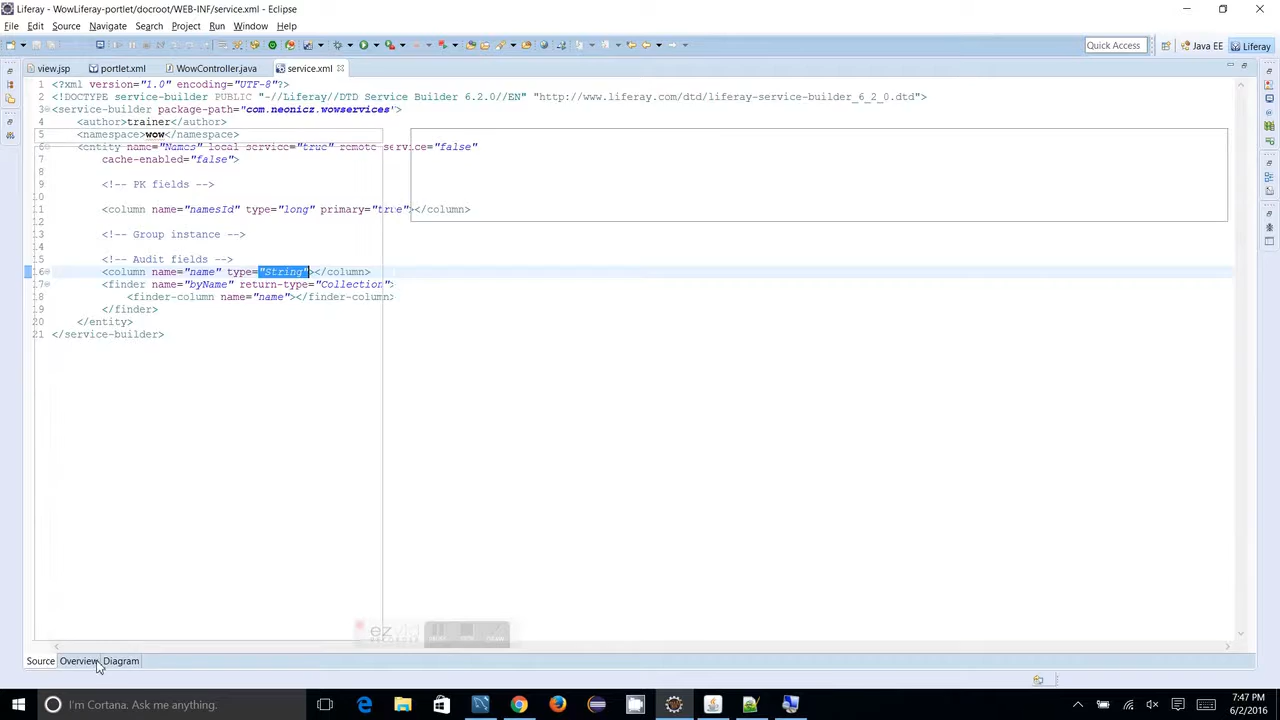 Liferay - WowLiferay-portlet/docroot/WEB-INF/service.xml - Eclipse
File Edit Source Navigate Search Project Run Window Help
Quick Access Java EE Liferay
view.jsp portlet.xml WowController.java service.xml
1 <?xml version="1.0" encoding="UTF-8"?>
2 <!DOCTYPE service-builder PUBLIC "-//Liferay//DTD Service Builder 6.2.0//EN" "http://www.liferay.com/dtd/liferay-service-builder_6_2_0.dtd">
3 <service-builder package-path="com.neonicz.wowservices">
4 <author>trainer</author>
5 <namespace>wow</namespace>
6 <entity name="Names" local-service="true" remote-service="false"
7 cache-enabled="false">
8
9 <!-- PK fields -->
10
11 <column name="namesId" type="long" primary="true"></column>
12
13 <!-- Group instance -->
14
15 <!-- Audit fields -->
16 <column name="name" type="String"></column>
17 <finder name="byName" return-type="Collection">
18 <finder-column name="name"></finder-column>
19 </finder>
20 </entity>
21 </service-builder>
Source Overview Diagram
I'm Cortana. Ask me anything.
7:47 PM
6/2/2016